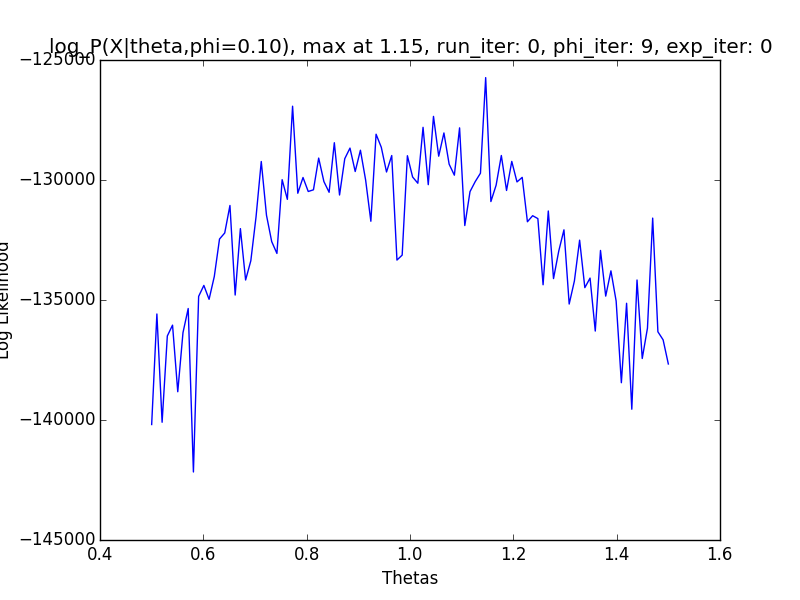 log_P(X|theta,phi=0.10), max at 1.15, run_iter: 0, phi_iter: 9, exp_iter: 0
−125000
−130000
−135000
−140000
−145000
Log Likelihood
0.4 0.6 0.8 1.0 1.2 1.4 1.6
Thetas